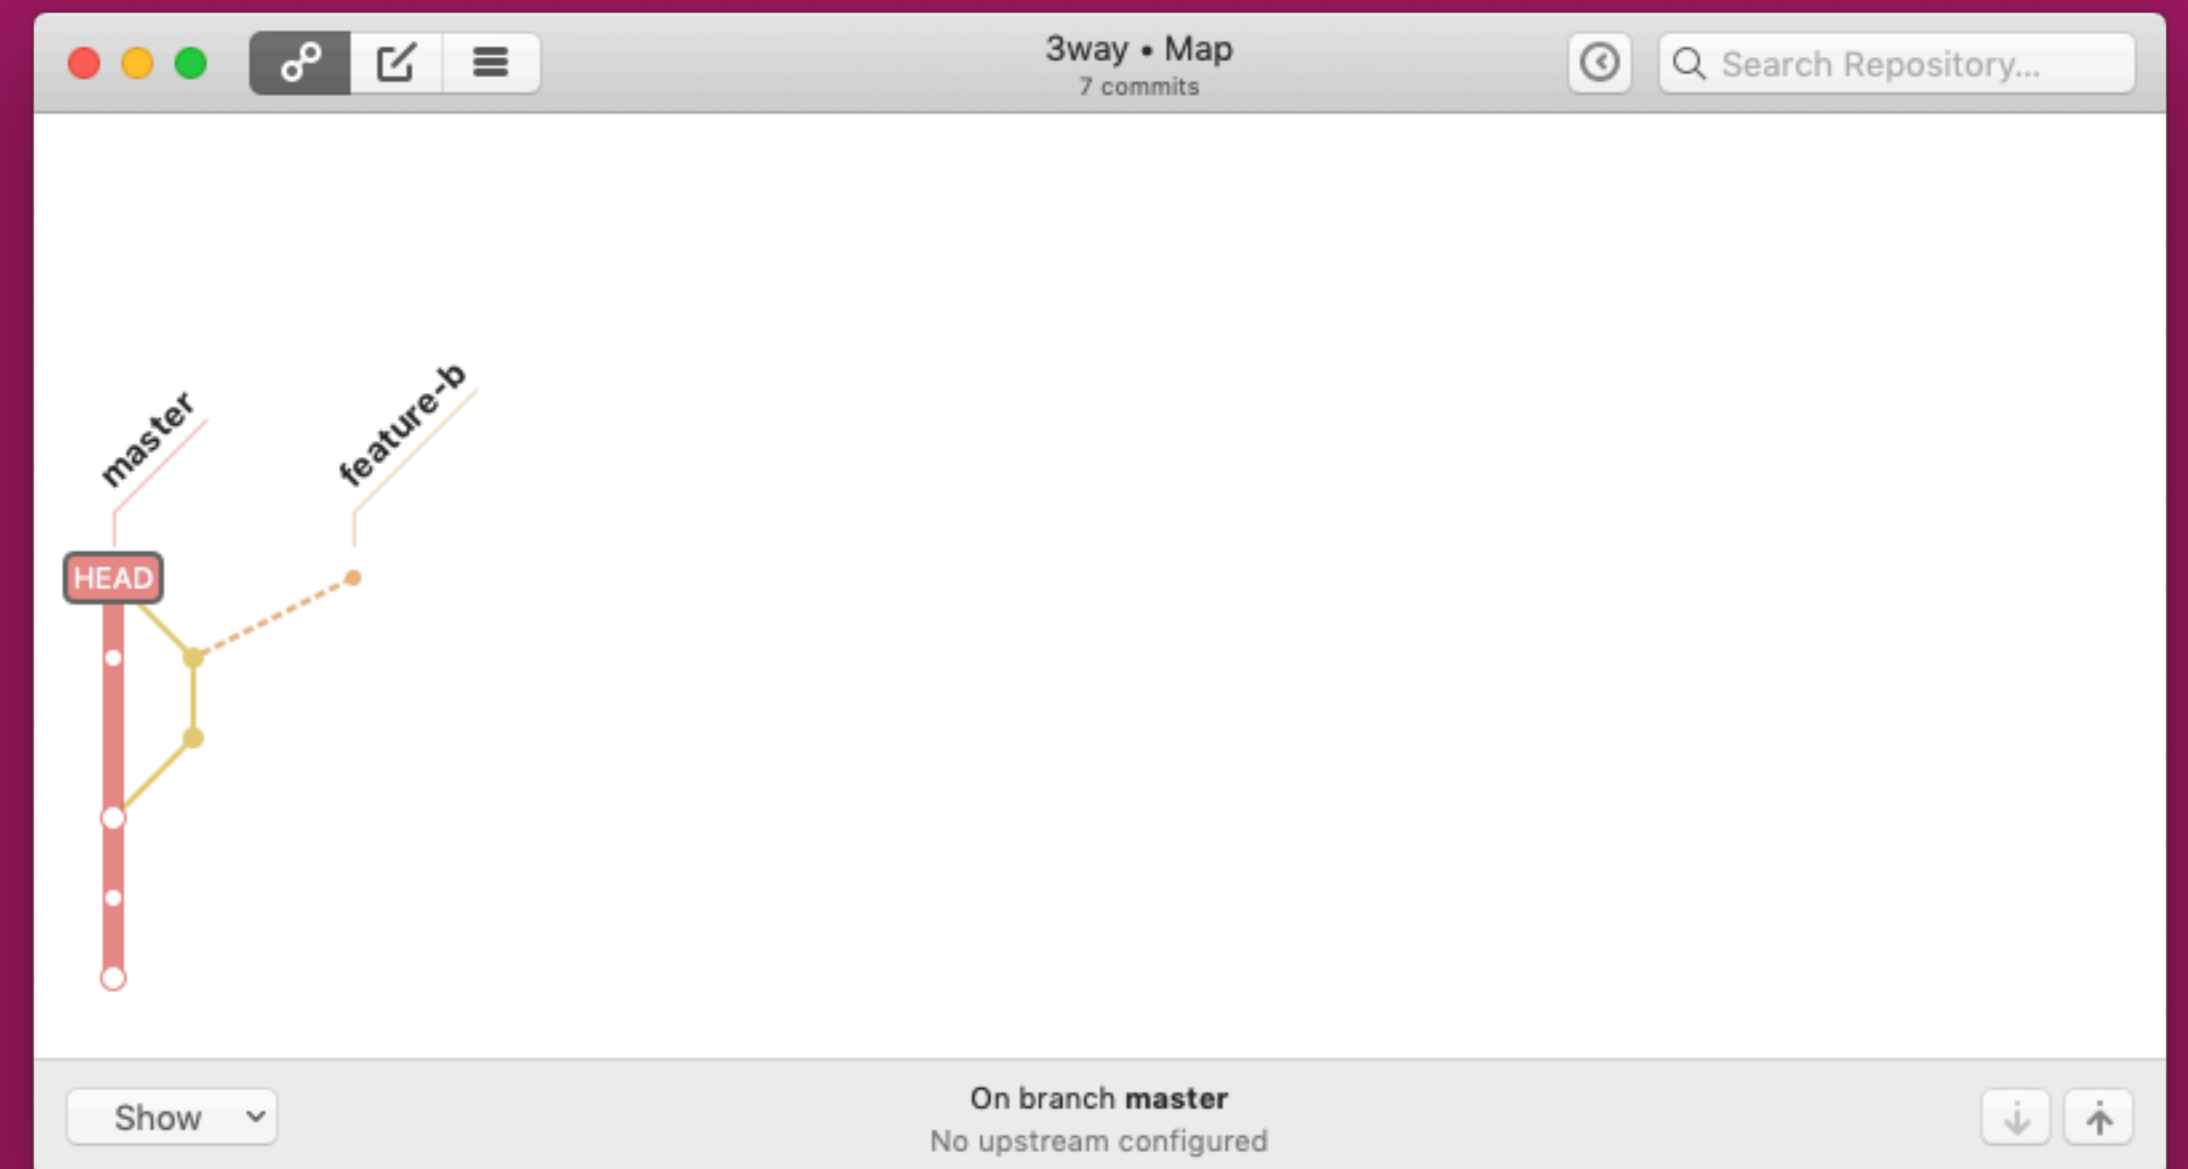 3way • Map
7 commits
Search Repository...
master
feature-b
HEAD
Show
On branch master
No upstream configured